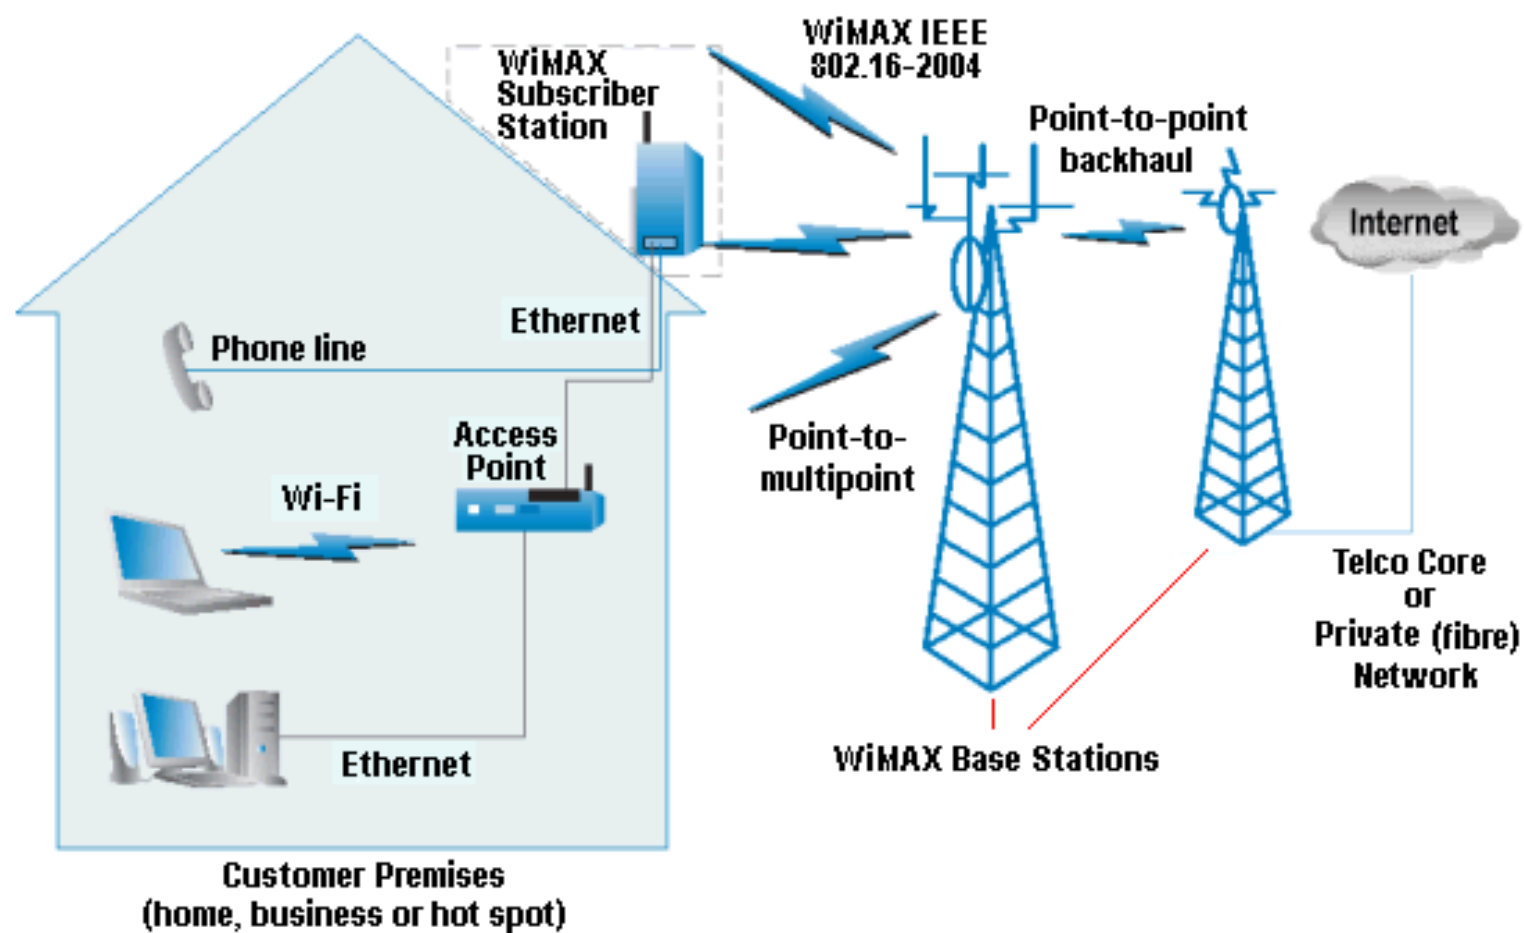 WiMAX IEEE
802.16-2004
WiMAX
Subscriber
Station
Point-to-point
backhaul
Internet
Ethernet
Phone line
Access
Point
Point-to-
multipoint
Wi-Fi
Telco Core
or
Private (fibre)
Network
Ethernet
WiMAX Base Stations
Customer Premises
(home, business or hot spot)